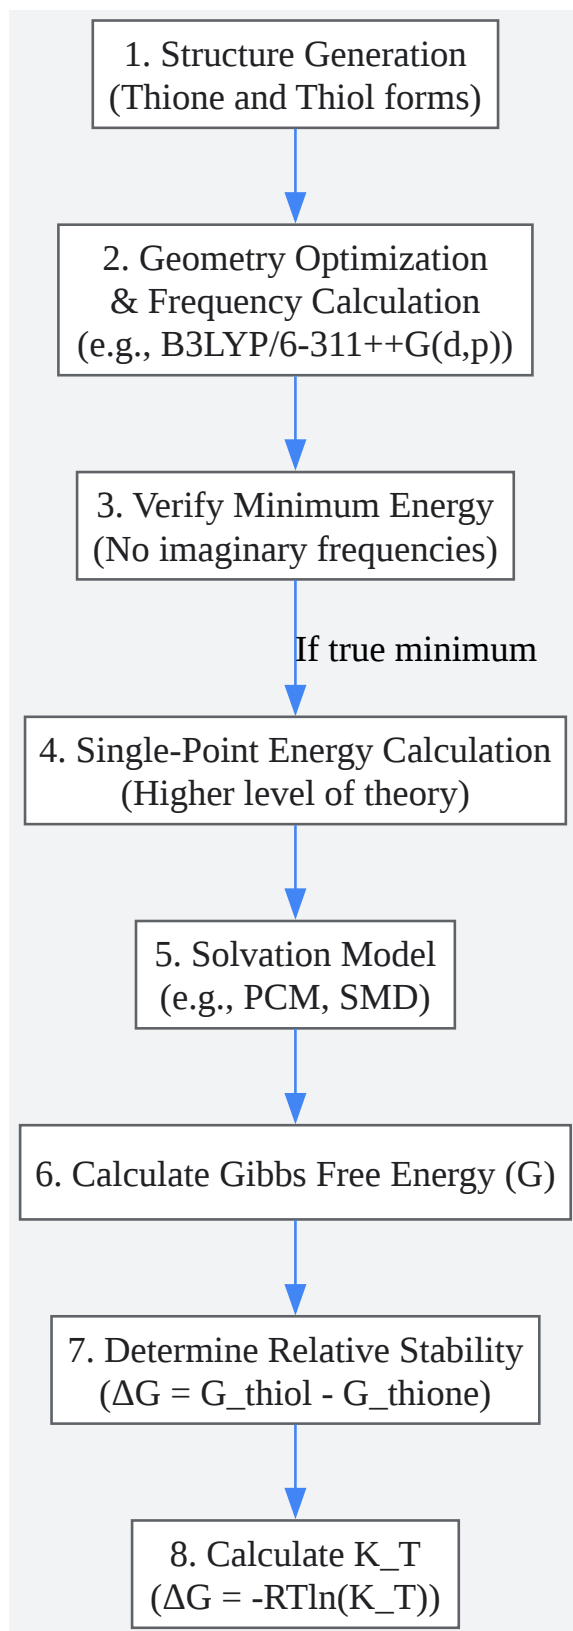 1. Structure Generation
(Thione and Thiol forms)
2. Geometry Optimization
& Frequency Calculation
(e.g., B3LYP/6-311++G(d,p))
3. Verify Minimum Energy
(No imaginary frequencies)
If true minimum
4. Single-Point Energy Calculation
(Higher level of theory)
5. Solvation Model
(e.g., PCM, SMD)
6. Calculate Gibbs Free Energy (G)
7. Determine Relative Stability
(ΔG = G_thiol - G_thione)
8. Calculate K_T
(ΔG = -RTln(K_T))